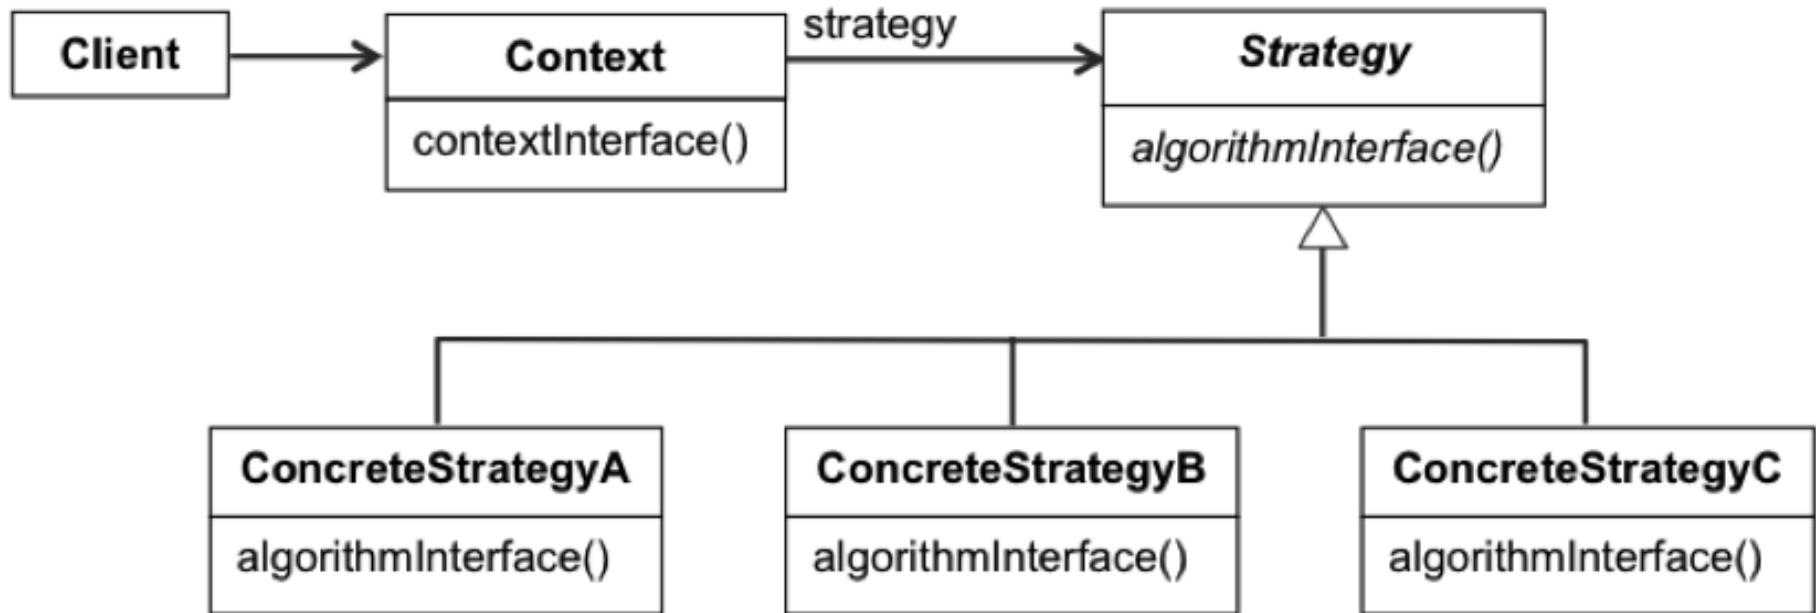 Client
Context
contextInterface()
strategy
Strategy
algorithmInterface()
ConcreteStrategyA
algorithmInterface()
ConcreteStrategyB
algorithmInterface()
ConcreteStrategyC
algorithmInterface()